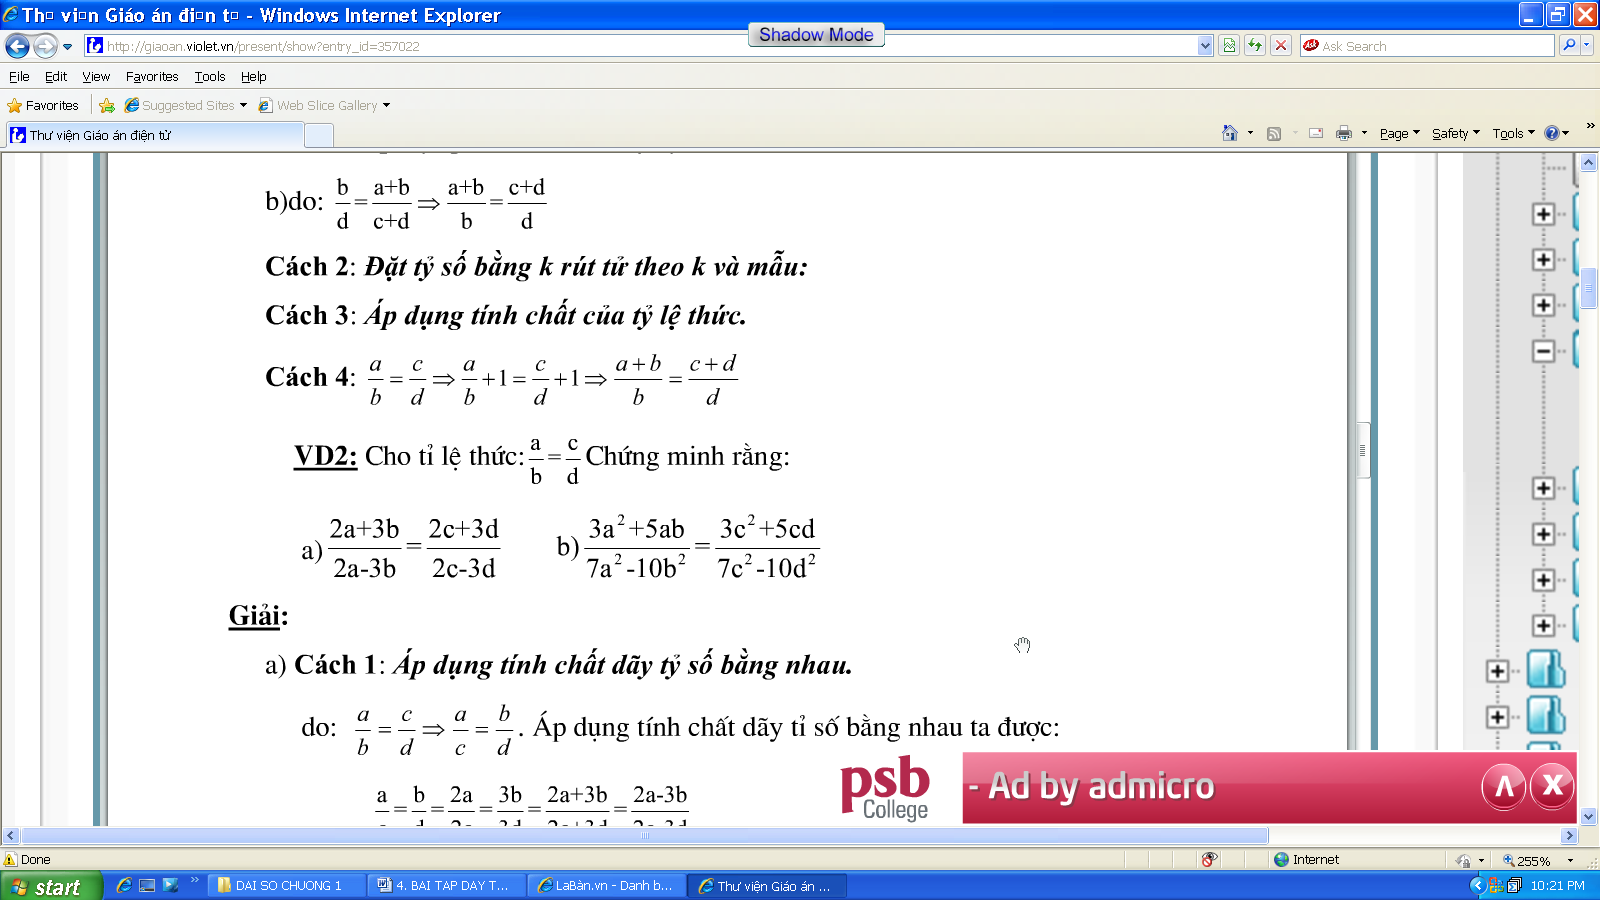 Th□ vi□n Giáo án đi□n t□ - Windows Internet Explorer
Shadow Mode
http://giaoan.violet.vn/present/show?entry_id=357022
Ask Search
File Edit View Favorites Tools Help
Favorites Suggested Sites Web Slice Gallery
Thư viện Giáo án điện tử
Page Safety Tools
b)do: b/d = a+b/c+d ⇒ a+b/b = c+d/d
Cách 2: Đặt tỷ số bằng k rút tử theo k và mẫu:
Cách 3: Áp dụng tính chất của tỷ lệ thức.
Cách 4: a/b = c/d ⇒ a/b +1 = c/d +1 ⇒ a+b/b = c+d/d
VD2: Cho tỉ lệ thức: a/b = c/d Chứng minh rằng:
a) 2a+3b/2a-3b = 2c+3d/2c-3d b) 3a²+5ab/7a²-10b² = 3c²+5cd/7c²-10d²
Giải:
a) Cách 1: Áp dụng tính chất dãy tỷ số bằng nhau.
do: a/b = c/d ⇒ a/c = b/d . Áp dụng tính chất dãy tỉ số bằng nhau ta được:
a/c = b/d = 2a/2c = 3b/3d = 2a+3b/2c+3d = 2a-3b/2c-3d
psb College
- Ad by admicro
Done Internet 255%
start DAI SO CHUONG 1 4. BAI TAP DAY T... LaBàn.vn - Danh b... Thư viện Giáo án ... 10:21 PM